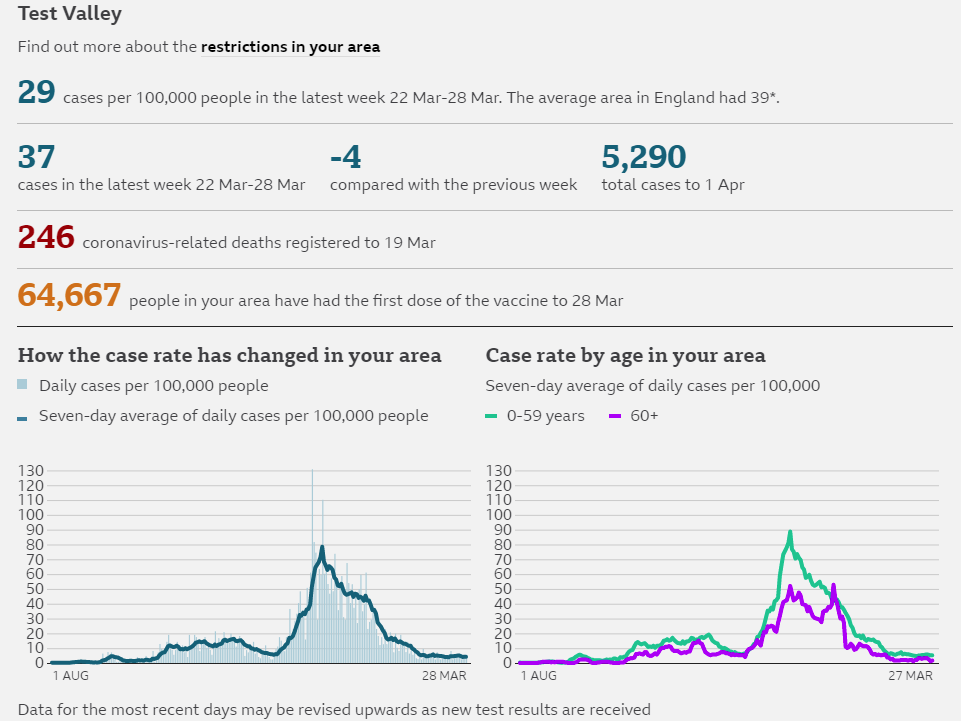 Test Valley
Find out more about the restrictions in your area
29 cases per 100,000 people in the latest week 22 Mar-28 Mar. The average area in England had 39*.
37 -4 5,290
cases in the latest week 22 Mar-28 Mar compared with the previous week total cases to 1 Apr
246 coronavirus-related deaths registered to 19 Mar
64,667 people in your area have had the first dose of the vaccine to 28 Mar
How the case rate has changed in your area
Daily cases per 100,000 people
Seven-day average of daily cases per 100,000 people
130
120
110
100
90
80
70
60
50
40
30
20
10
0
1 AUG 28 MAR
Case rate by age in your area
Seven-day average of daily cases per 100,000
0-59 years 60+
130
120
110
100
90
80
70
60
50
40
30
20
10
0
1 AUG 27 MAR
Data for the most recent days may be revised upwards as new test results are received